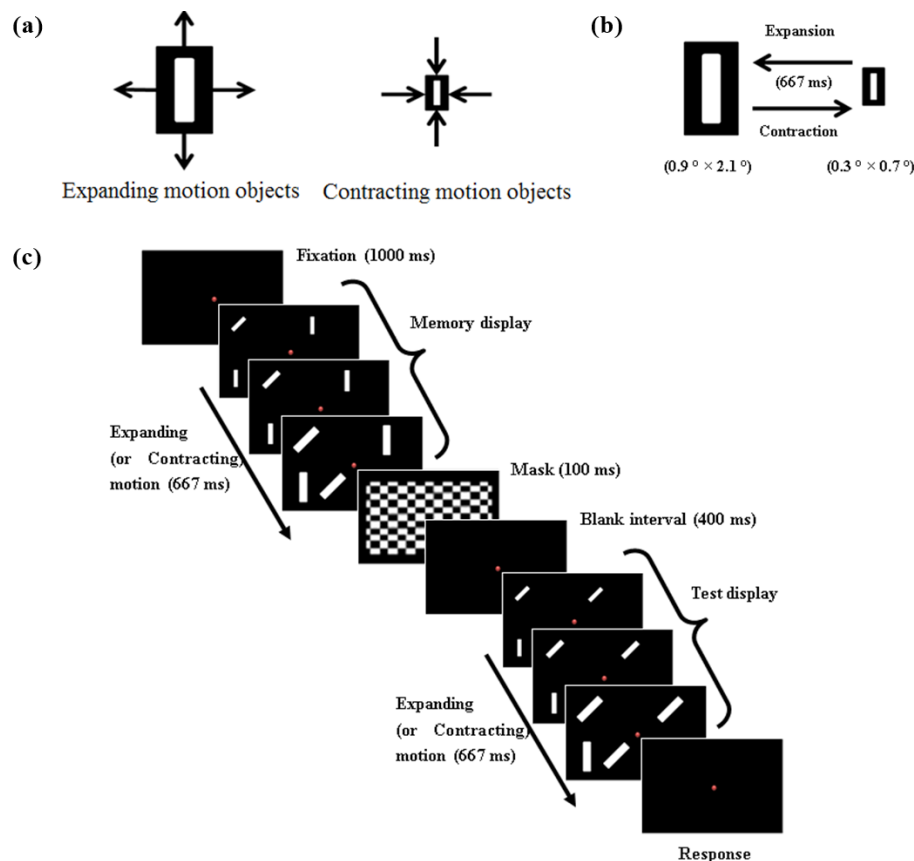 (a)
Expanding motion objects
Contracting motion objects
(b)
Expansion
(667 ms)
Contraction
(0.9 ° × 2.1 °)
(0.3 ° × 0.7 °)
(c)
Fixation (1000 ms)
Memory display
Expanding
(or Contracting)
motion (667 ms)
Mask (100 ms)
Blank interval (400 ms)
Test display
Expanding
(or Contracting)
motion (667 ms)
Response